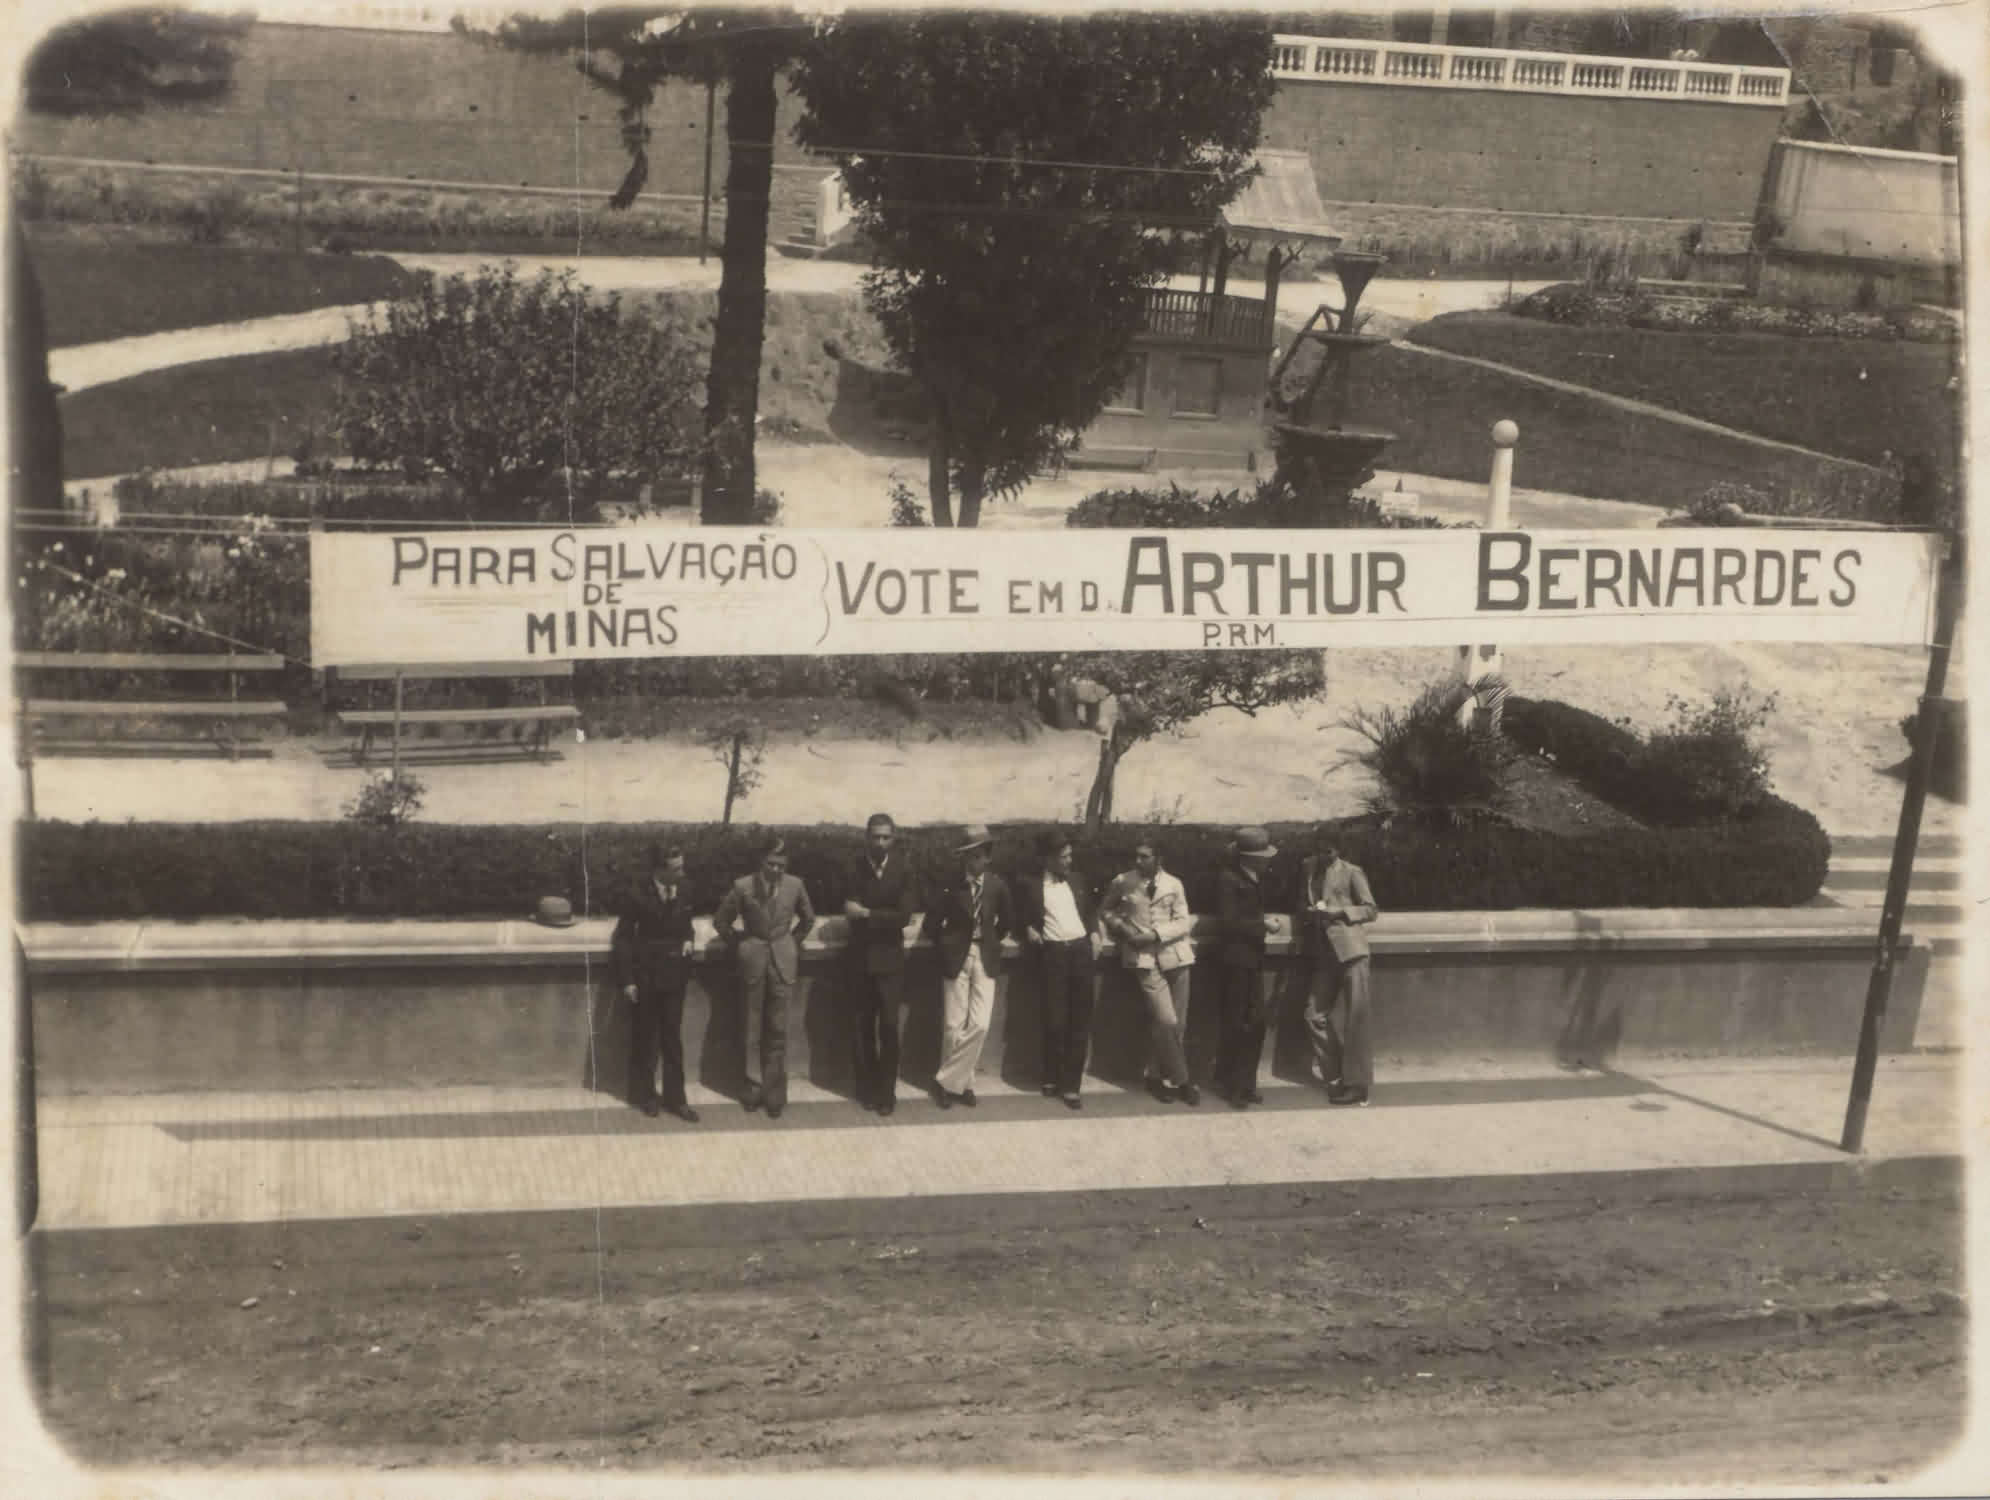 PARA SALVAÇÃO
DE
MINAS
VOTE EM D. ARTHUR BERNARDES
P.R.M.